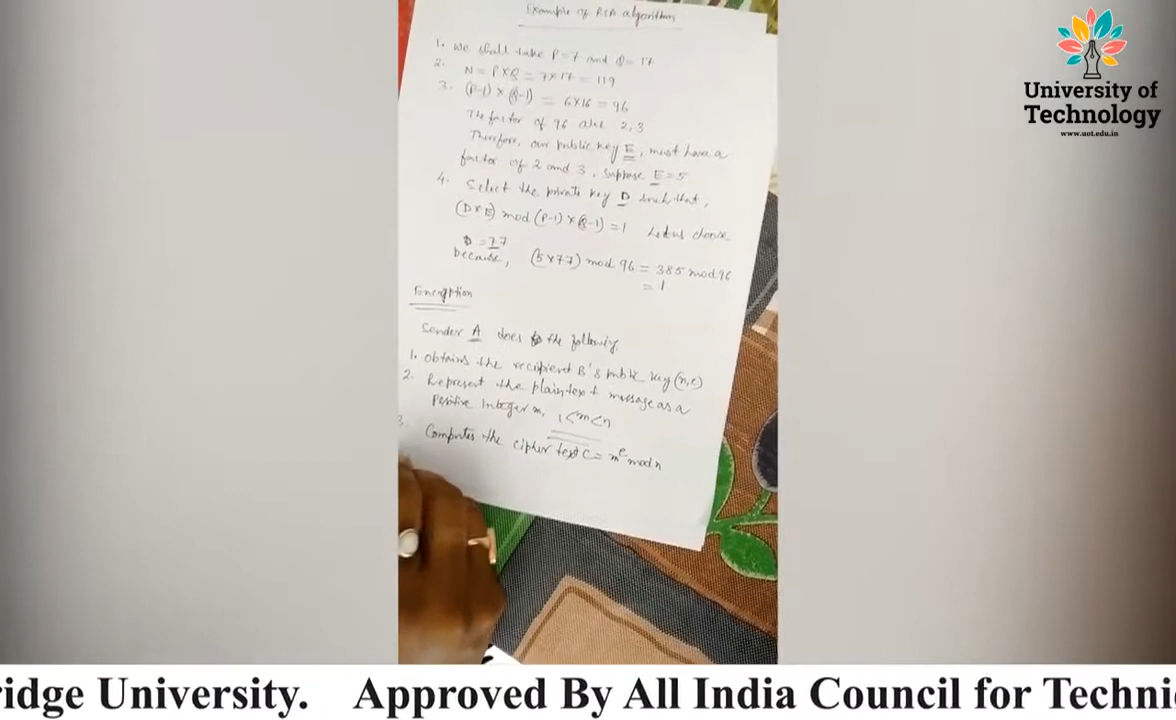 Example of RSA algorithm
1. We shall take P=7 and Q=17
2. N = P×Q = 7×17 = 119
3. (P-1) × (Q-1) = 6×16 = 96
The factor of 96 are 2, 3
Therefore, our public key E, must have a
factor of 2 and 3. Suppose E=5
4. Select the private key D such that,
(D×E) mod (P-1)×(Q-1) = 1 Let us choose
D = 77
because, (5×77) mod 96 = 385 mod 96
= 1
Encryption
Sender A does the following.
1. Obtains the recipient B's public key (n,e)
2. Represent the plaintext message as a
Positive Integer m, 1<m<n
3. Computes the cipher text C = m^e mod n
University of
Technology
www.uot.edu.in
ridge University. Approved By All India Council for Techni